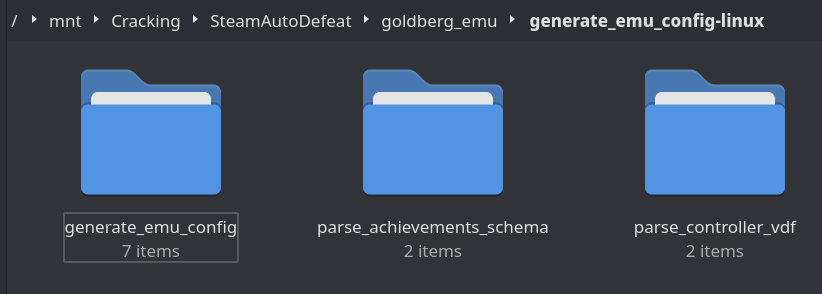 / mnt Cracking SteamAutoDefeat goldberg_emu generate_emu_config-linux
generate_emu_config parse_achievements_schema parse_controller_vdf
7 items 2 items 2 items